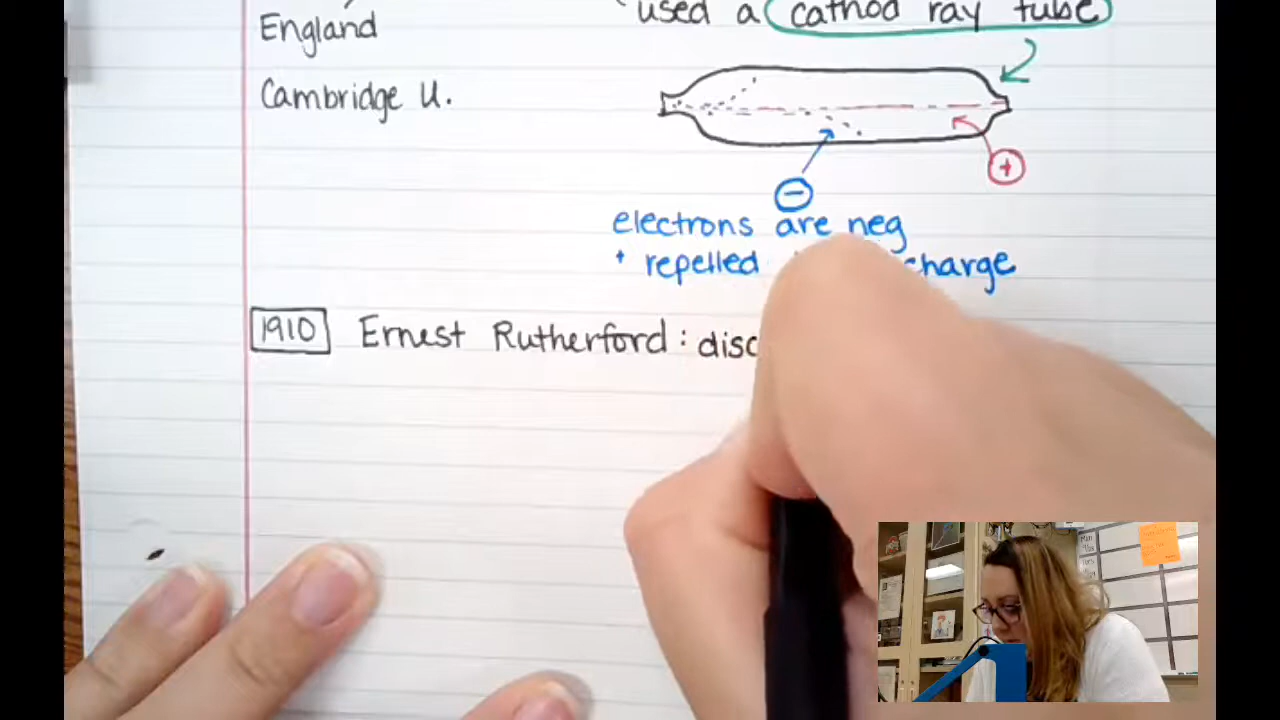 used a cathod ray tube
England
Cambridge U.
+
−
electrons are neg
+ repelled charge
1910 Ernest Rutherford : disc